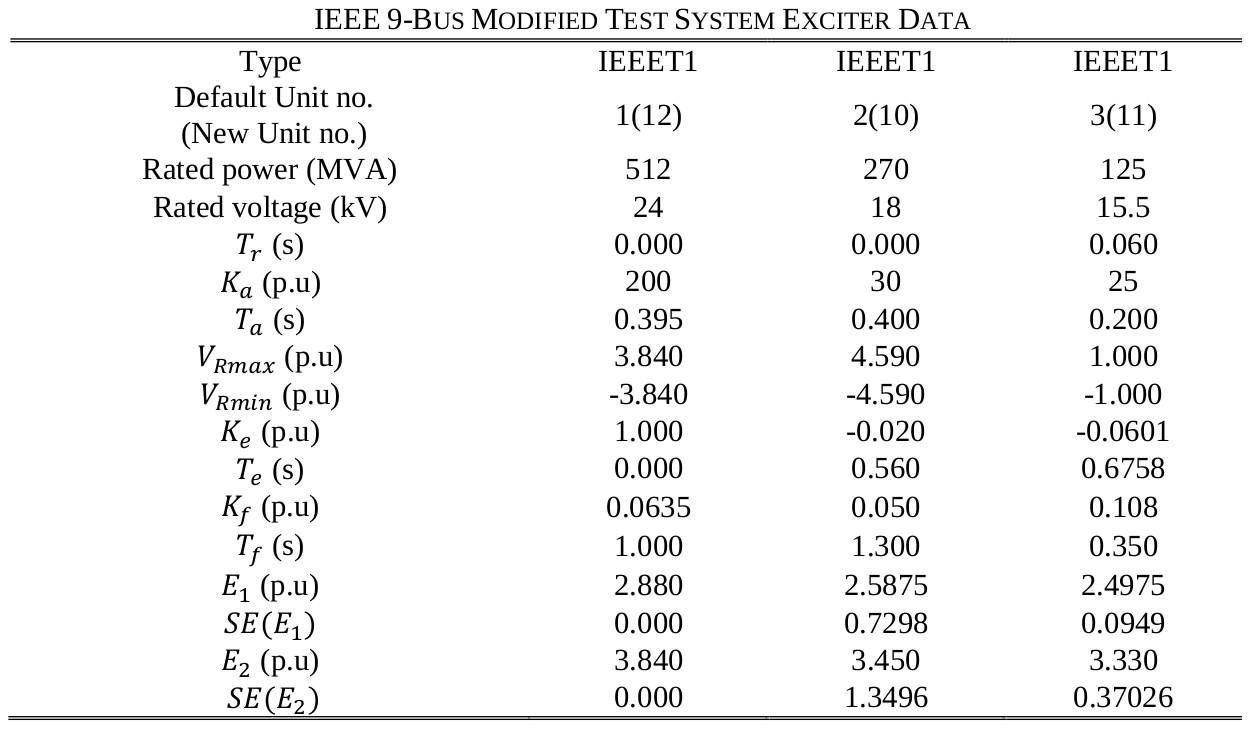 IEEE 9-BUS MODIFIED TEST SYSTEM EXCITER DATA
Type IEEET1 IEEET1 IEEET1
Default Unit no.
(New Unit no.) 1(12) 2(10) 3(11)
Rated power (MVA) 512 270 125
Rated voltage (kV) 24 18 15.5
T_r (s) 0.000 0.000 0.060
K_a (p.u) 200 30 25
T_a (s) 0.395 0.400 0.200
V_Rmax (p.u) 3.840 4.590 1.000
V_Rmin (p.u) -3.840 -4.590 -1.000
K_e (p.u) 1.000 -0.020 -0.0601
T_e (s) 0.000 0.560 0.6758
K_f (p.u) 0.0635 0.050 0.108
T_f (s) 1.000 1.300 0.350
E_1 (p.u) 2.880 2.5875 2.4975
SE(E_1) 0.000 0.7298 0.0949
E_2 (p.u) 3.840 3.450 3.330
SE(E_2) 0.000 1.3496 0.37026